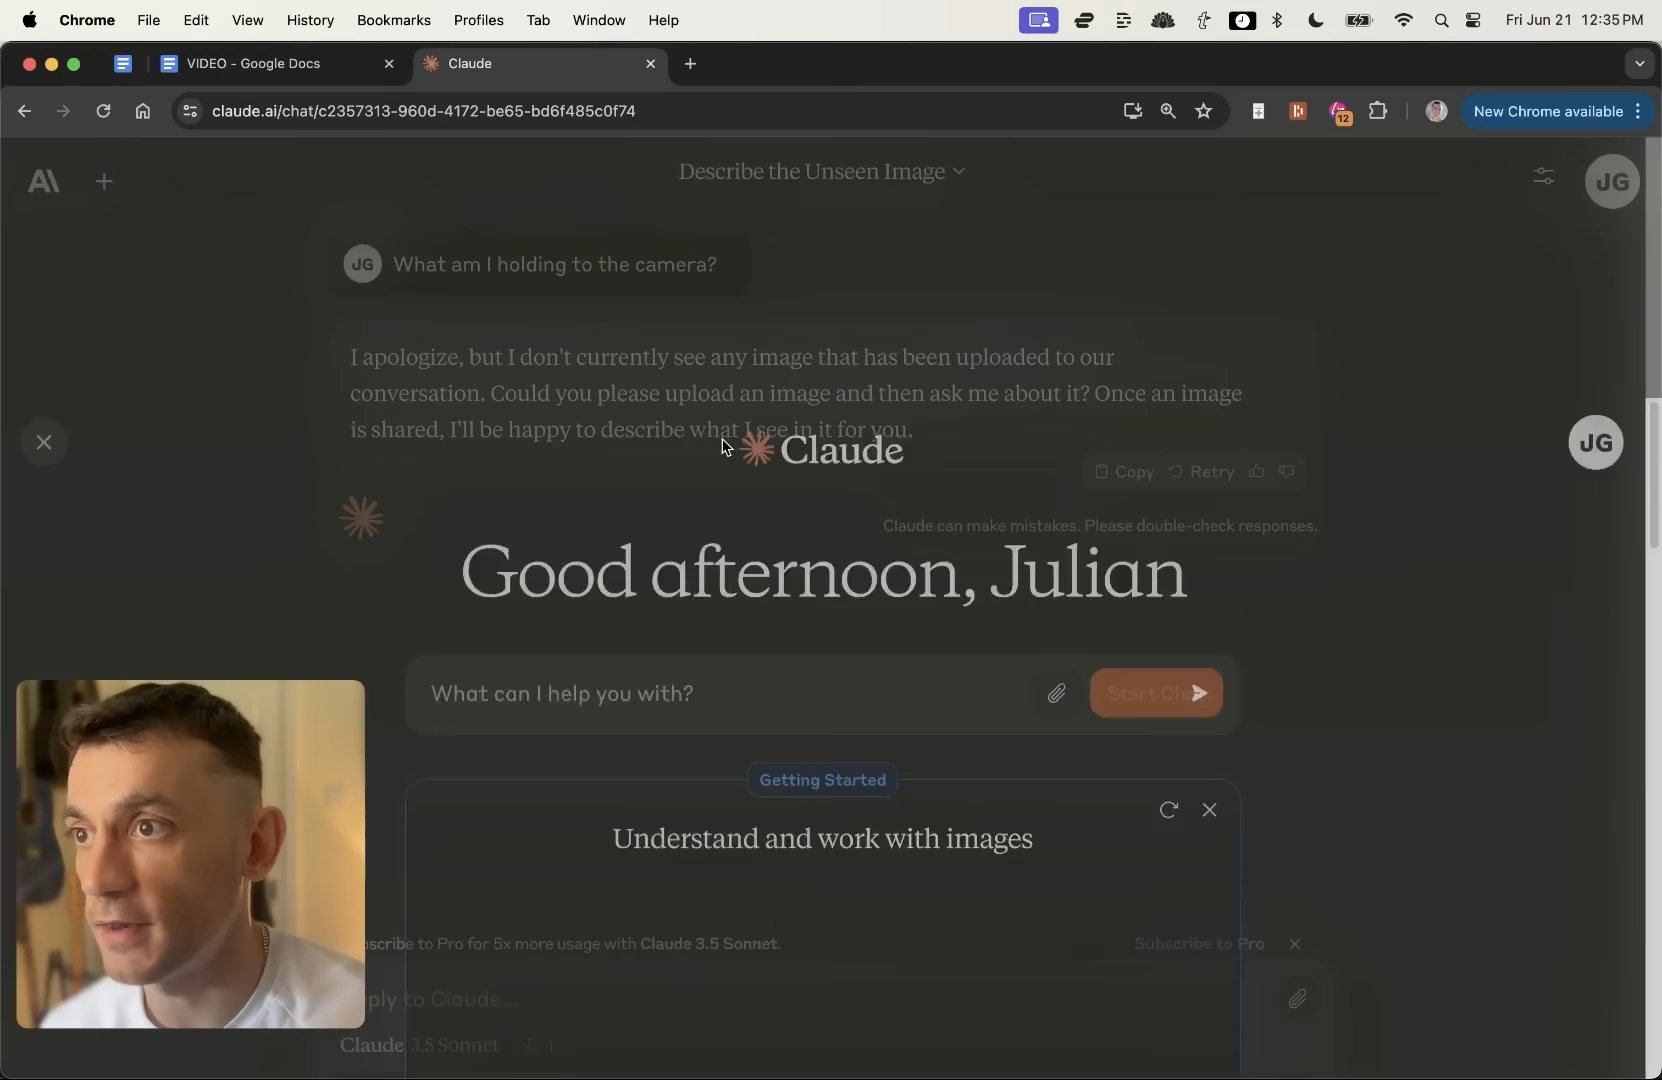 Chrome File Edit View History Bookmarks Profiles Tab Window Help Fri Jun 21 12:35 PM
VIDEO - Google Docs
Claude
claude.ai/chat/c2357313-960d-4172-be65-bd6f485c0f74
12
New Chrome available
Describe the Unseen Image
JG
JG What am I holding to the camera?
I apologize, but I don't currently see any image that has been uploaded to our
conversation. Could you please upload an image and then ask me about it? Once an image
is shared, I'll be happy to describe what I see in it for you.
Claude
JG
Copy Retry
Claude can make mistakes. Please double-check responses.
Good afternoon, Julian
What can I help you with?
Start
Getting Started
Understand and work with images
to Pro for 5x more usage with Claude 3.5 Sonnet.
Subscribe to Pro
to Claude...
Claude 3.5 Sonnet 1